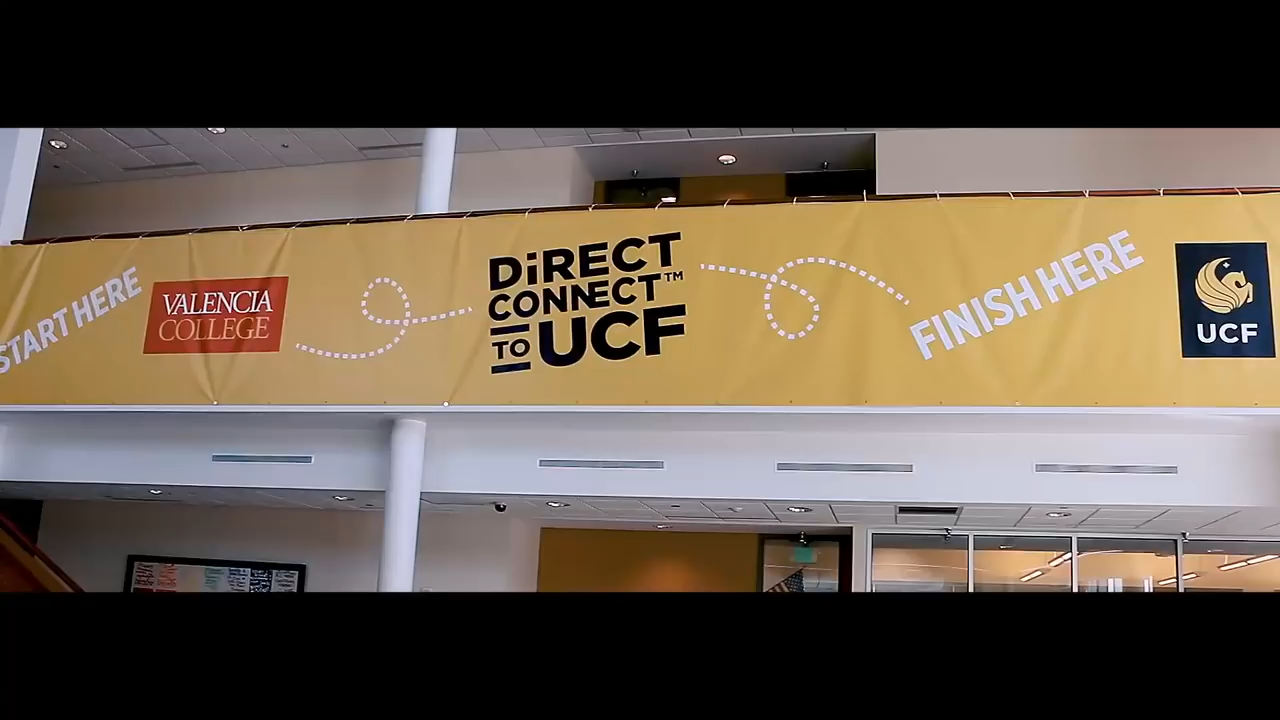 START HERE
VALENCIA
COLLEGE
DiRECT
CONNECT™
TO UCF
FINISH HERE
UCF